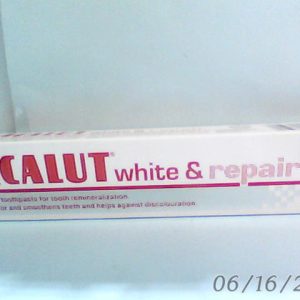 CALUT white & repair
toothpaste for tooth remineralization
and smoothens teeth and helps against discolouration
06/16/2